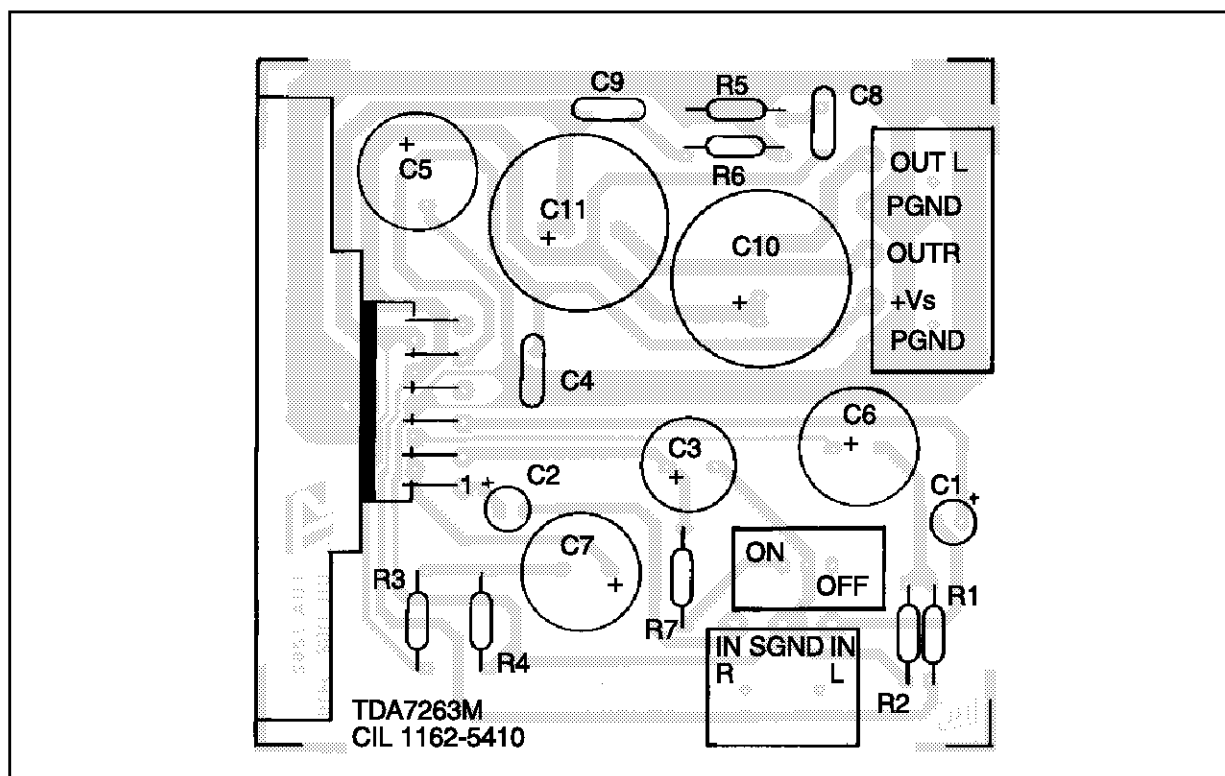 C9
R5
C8
+
C5
R6
OUT L
PGND
C11
+
C10
+
OUTR
+Vs
PGND
C4
C6
+
C3
+
1 +
C2
C1
+
C7
+
ON
OFF
R3
R4
R7
R1
IN SGND IN
R L
R2
TDA7263M
CIL 1162-5410